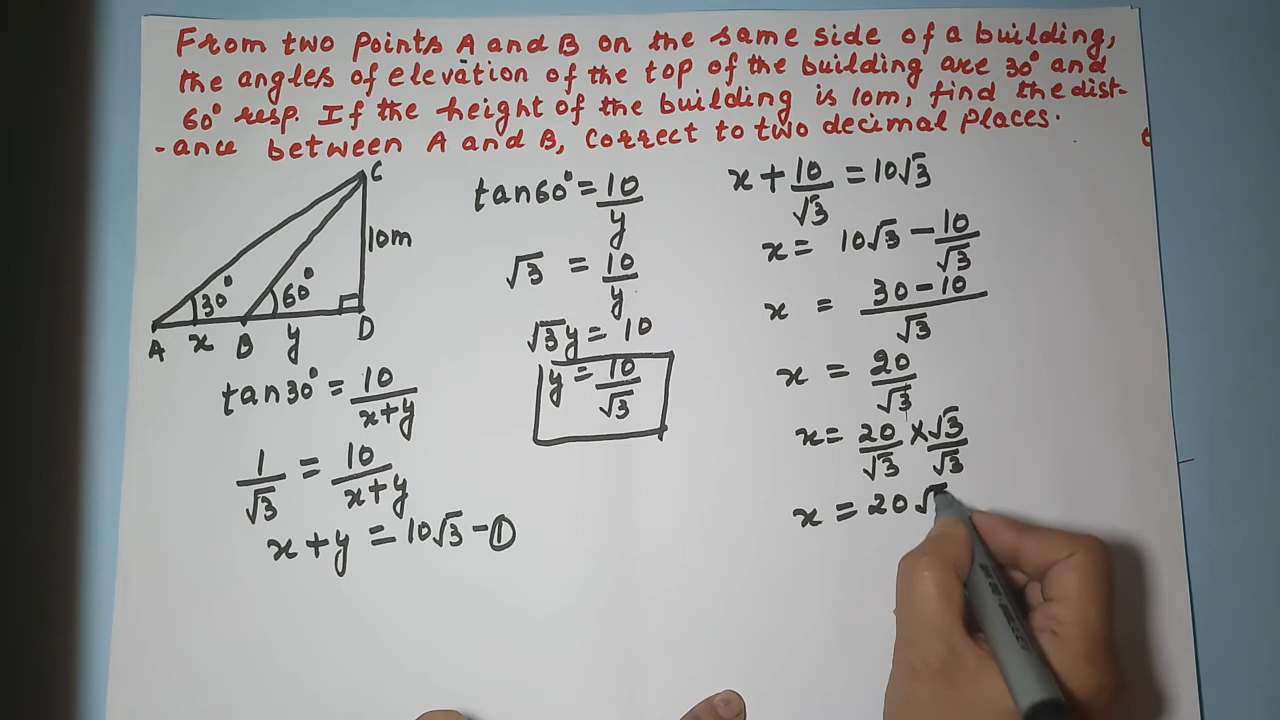 From two points A and B on the same side of a building,
the angles of elevation of the top of the building are 30° and
60° resp. If the height of the building is 10m, find the dist-
-ance between A and B, correct to two decimal places.
C
10m
30°
60°
A
x
B
y
D
tan30° = 10/(x+y)
1/√3 = 10/(x+y)
x+y = 10√3 - ①
tan60° = 10/y
√3 = 10/y
√3y = 10
y = 10/√3
x + 10/√3 = 10√3
x = 10√3 - 10/√3
x = (30-10)/√3
x = 20/√3
x = 20/√3 × √3/√3
x = 20√